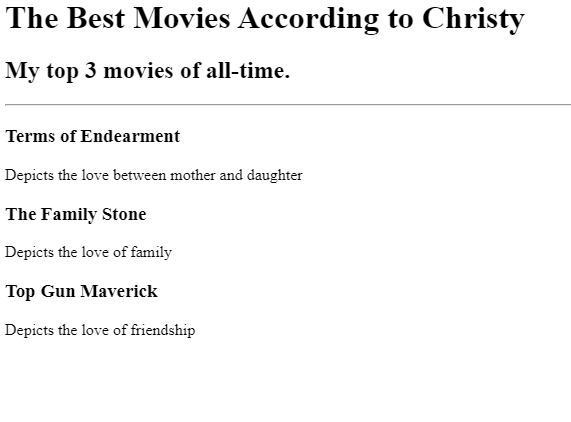 The Best Movies According to Christy
My top 3 movies of all-time.
Terms of Endearment
Depicts the love between mother and daughter
The Family Stone
Depicts the love of family
Top Gun Maverick
Depicts the love of friendship